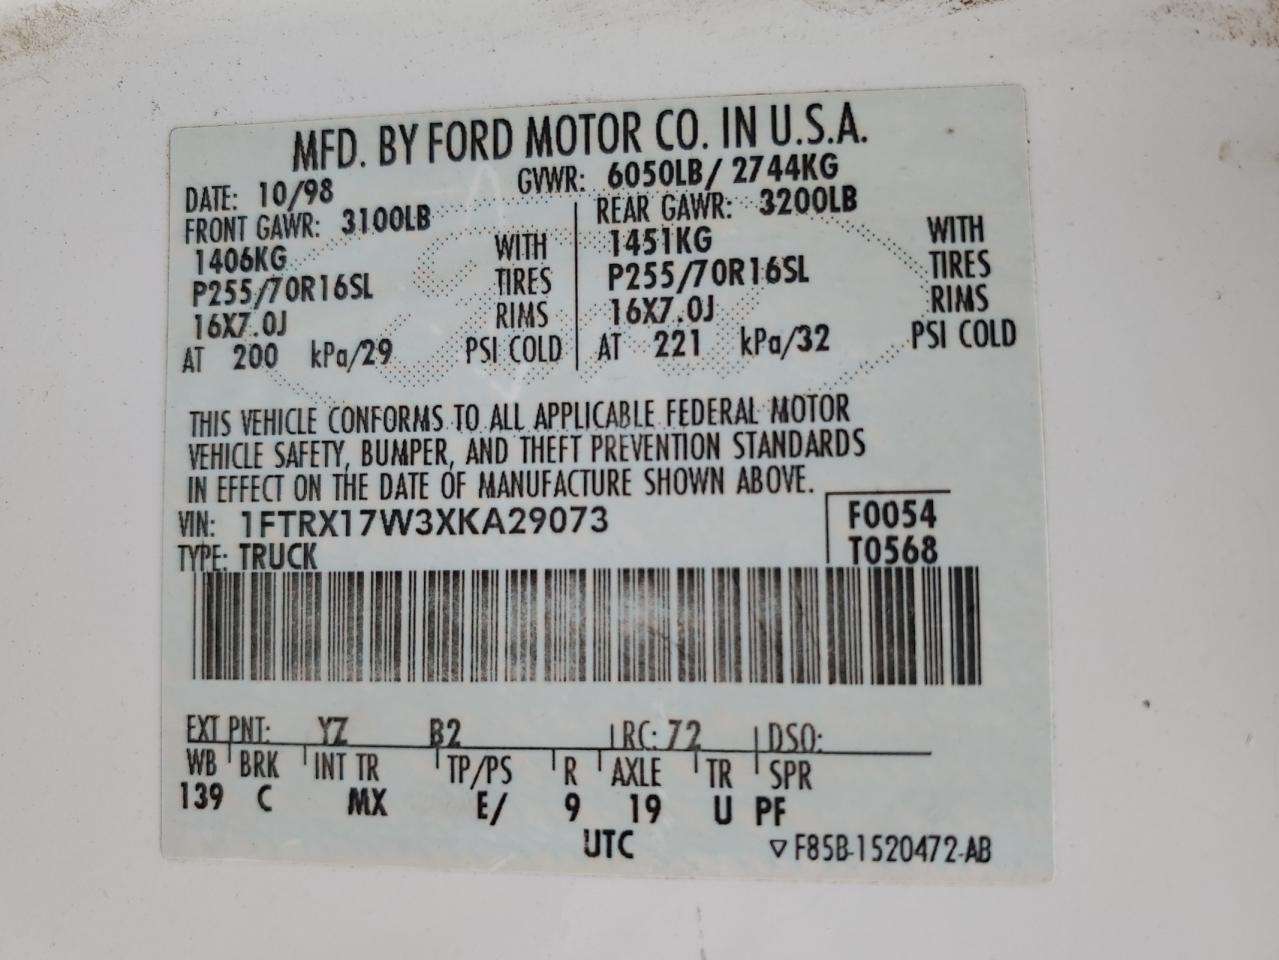 MFD. BY FORD MOTOR CO. IN U.S.A.
DATE: 10/98 GVWR: 6050LB/ 2744KG
FRONT GAWR: 3100LB REAR GAWR: 3200LB
1406KG WITH 1451KG WITH
P255/70R16SL TIRES P255/70R16SL TIRES
16X7.0J RIMS 16X7.0J RIMS
AT 200 kPa/29 PSI COLD AT 221 kPa/32 PSI COLD
THIS VEHICLE CONFORMS TO ALL APPLICABLE FEDERAL MOTOR
VEHICLE SAFETY, BUMPER, AND THEFT PREVENTION STANDARDS
IN EFFECT ON THE DATE OF MANUFACTURE SHOWN ABOVE.
VIN: 1FTRX17W3XKA29073 F0054
TYPE: TRUCK T0568
EXT PNT: YZ B2 RC: 72 DSO:
WB BRK INT TR TP/PS R AXLE TR SPR
139 C MX E/ 9 19 U PF
UTC ▽ F85B-1520472-AB